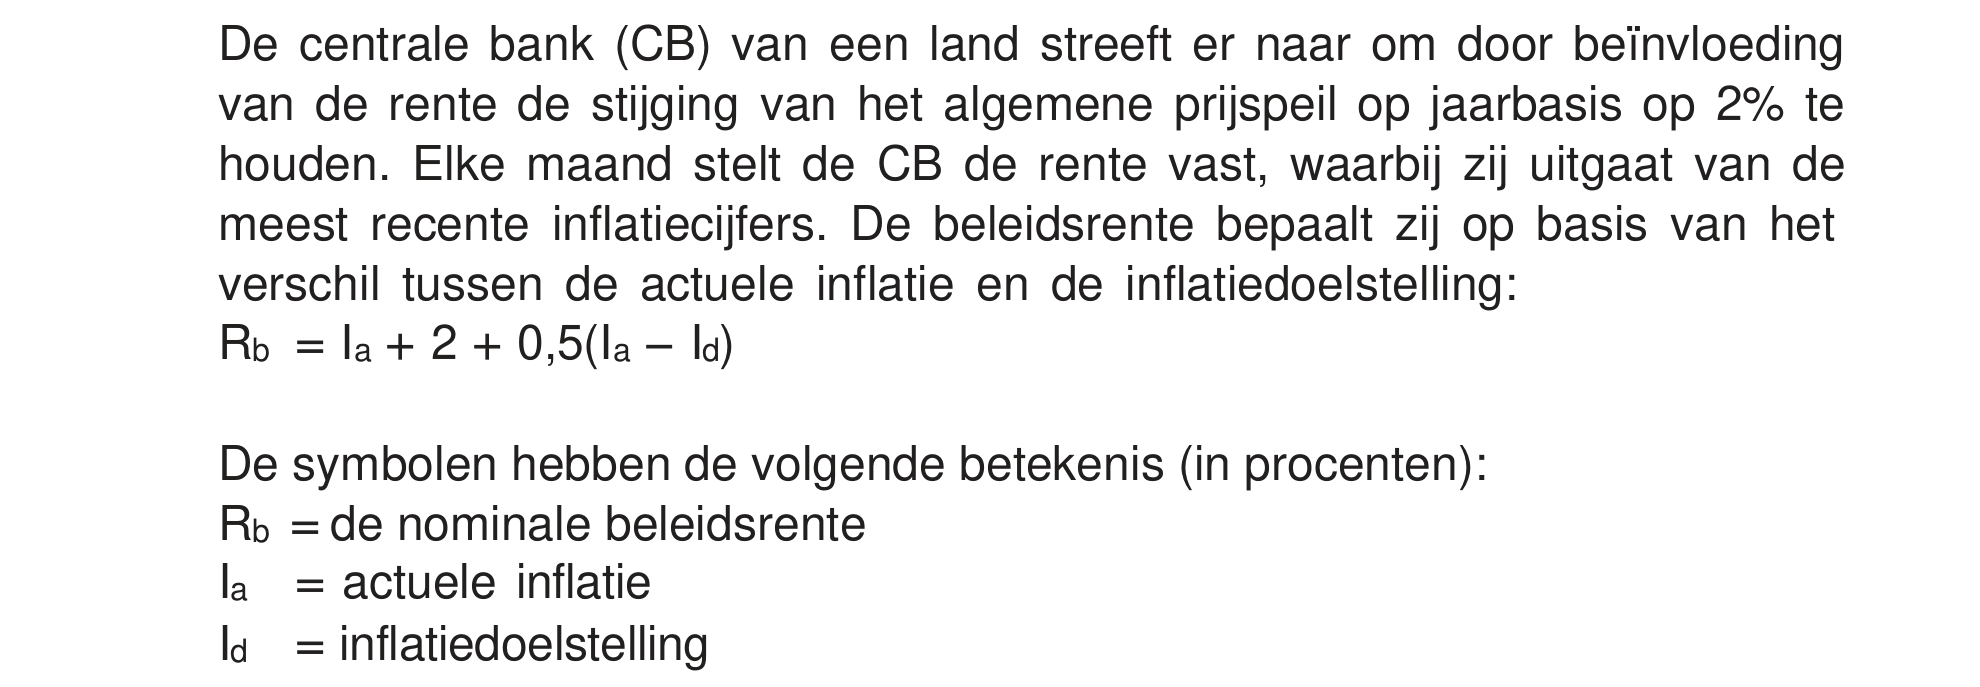 De centrale bank (CB) van een land streeft er naar om door beïnvloeding
van de rente de stijging van het algemene prijspeil op jaarbasis op 2% te
houden. Elke maand stelt de CB de rente vast, waarbij zij uitgaat van de
meest recente inflatiecijfers. De beleidsrente bepaalt zij op basis van het
verschil tussen de actuele inflatie en de inflatiedoelstelling:
Rb = Ia + 2 + 0,5(Ia – Id)
De symbolen hebben de volgende betekenis (in procenten):
Rb = de nominale beleidsrente
Ia = actuele inflatie
Id = inflatiedoelstelling